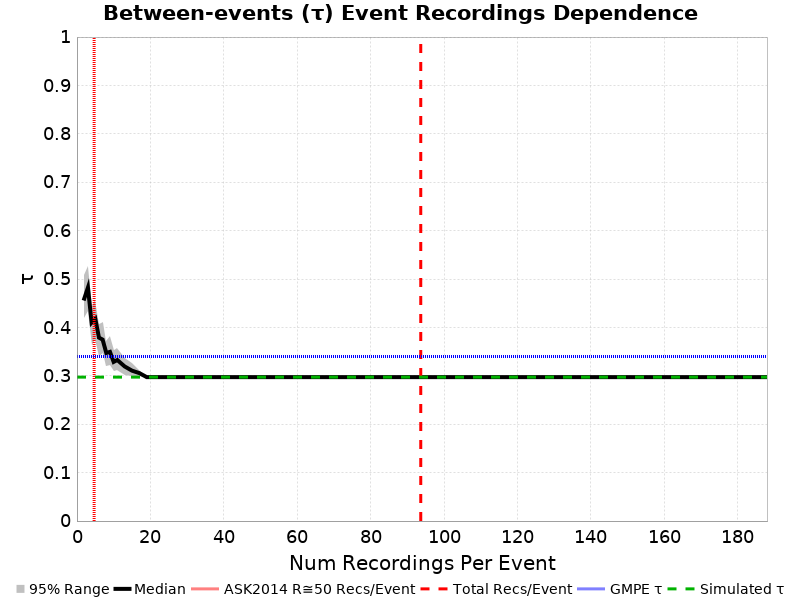 Between-events (τ) Event Recordings Dependence
1
0.9
0.8
0.7
0.6
0.5
0.4
0.3
0.2
0.1
0
τ
0 20 40 60 80 100 120 140 160 180
Num Recordings Per Event
95% Range Median ASK2014 R≅50 Recs/Event Total Recs/Event GMPE τ Simulated τ